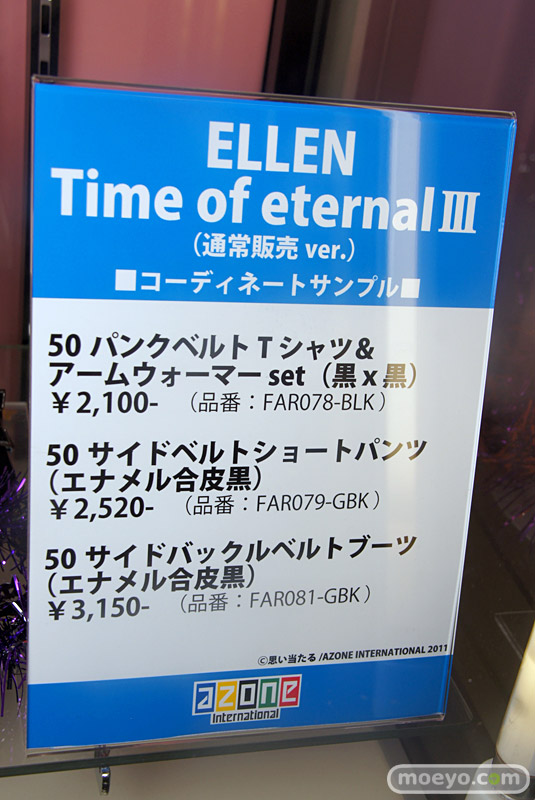 ELLEN
Time of eternal Ⅲ
（通常販売 ver.）
■コーディネートサンプル■
50 パンクベルト T シャツ＆
アームウォーマー set（黒 x 黒）
￥2,100- （品番：FAR078-BLK）
50 サイドベルトショートパンツ
(エナメル合皮黒）
￥2,520- （品番：FAR079-GBK）
50 サイドバックルベルトブーツ
(エナメル合皮黒）
￥3,150- （品番：FAR081-GBK）
©思い当たる /AZONE INTERNATIONAL 2011
azone
international
moeyo.com